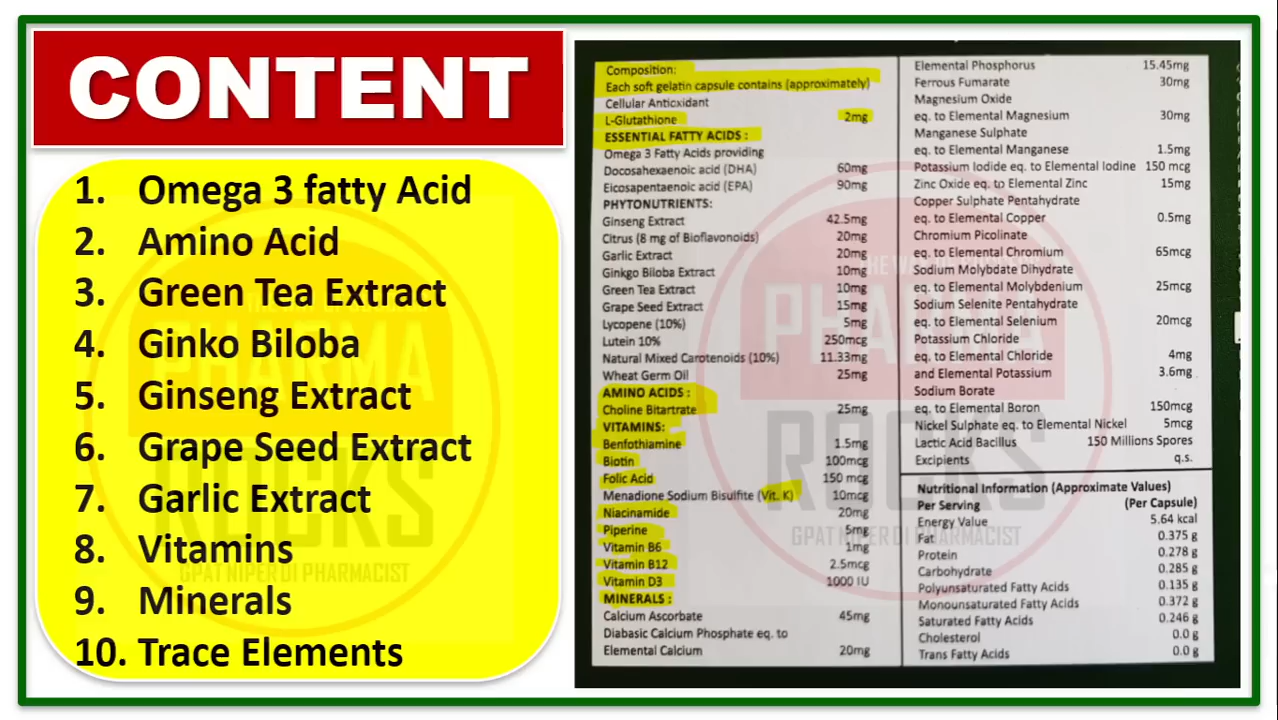 CONTENT
1. Omega 3 fatty Acid
2. Amino Acid
3. Green Tea Extract
4. Ginko Biloba
5. Ginseng Extract
6. Grape Seed Extract
7. Garlic Extract
8. Vitamins
9. Minerals
10. Trace Elements
PHARMA
ROCKS
GPAT NIPER DI PHARMACIST
Composition:
Each soft gelatin capsule contains (approximately)
Cellular Antioxidant
L-Glutathione 2mg
ESSENTIAL FATTY ACIDS :
Omega 3 Fatty Acids providing
Docosahexaenoic acid (DHA) 60mg
Eicosapentaenoic acid (EPA) 90mg
PHYTONUTRIENTS:
Ginseng Extract 42.5mg
Citrus (8 mg of Bioflavonoids) 20mg
Garlic Extract 20mg
Ginkgo Biloba Extract 10mg
Green Tea Extract 10mg
Grape Seed Extract 15mg
Lycopene (10%) 5mg
Lutein 10% 250mcg
Natural Mixed Carotenoids (10%) 11.33mg
Wheat Germ Oil 25mg
AMINO ACIDS :
Choline Bitartrate 25mg
VITAMINS:
Benfothiamine 1.5mg
Biotin 100mcg
Folic Acid 150 mcg
Menadione Sodium Bisulfite (Vit. K) 10mcg
Niacinamide 20mg
Piperine 5mg
Vitamin B6 1mg
Vitamin B12 2.5mcg
Vitamin D3 1000 IU
MINERALS :
Calcium Ascorbate 45mg
Diabasic Calcium Phosphate eq. to
Elemental Calcium 20mg
Elemental Phosphorus 15.45mg
Ferrous Fumarate 30mg
Magnesium Oxide
eq. to Elemental Magnesium 30mg
Manganese Sulphate
eq. to Elemental Manganese 1.5mg
Potassium Iodide eq. to Elemental Iodine 150 mcg
Zinc Oxide eq. to Elemental Zinc 15mg
Copper Sulphate Pentahydrate
eq. to Elemental Copper 0.5mg
Chromium Picolinate
eq. to Elemental Chromium 65mcg
Sodium Molybdate Dihydrate
eq. to Elemental Molybdenium 25mcg
Sodium Selenite Pentahydrate
eq. to Elemental Selenium 20mcg
Potassium Chloride
eq. to Elemental Chloride 4mg
and Elemental Potassium 3.6mg
Sodium Borate
eq. to Elemental Boron 150mcg
Nickel Sulphate eq. to Elemental Nickel 5mcg
Lactic Acid Bacillus 150 Millions Spores
Excipients q.s.
Nutritional Information (Approximate Values)
Per Serving (Per Capsule)
Energy Value 5.64 kcal
Fat 0.375 g
Protein 0.278 g
Carbohydrate 0.285 g
Polyunsaturated Fatty Acids 0.135 g
Monounsaturated Fatty Acids 0.372 g
Saturated Fatty Acids 0.246 g
Cholesterol 0.0 g
Trans Fatty Acids 0.0 g
PHARMA
ROCKS
GPAT NIPER DI PHARMACIST